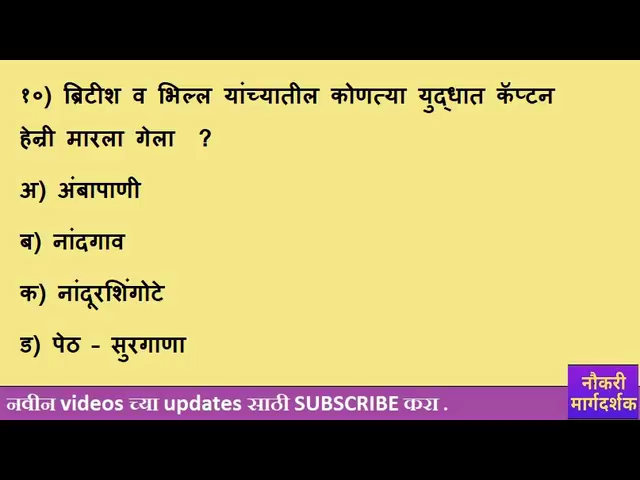 १०) ब्रिटीश व भिल्ल यांच्यातील कोणत्या युद्धात कॅप्टन
हेन्री मारला गेला ?
अ) अंबापाणी
ब) नांदगाव
क) नांदूरशिंगोटे
ड) पेठ - सुरगाणा
नौकरी
मार्गदर्शक
नवीन videos च्या updates साठी SUBSCRIBE करा .